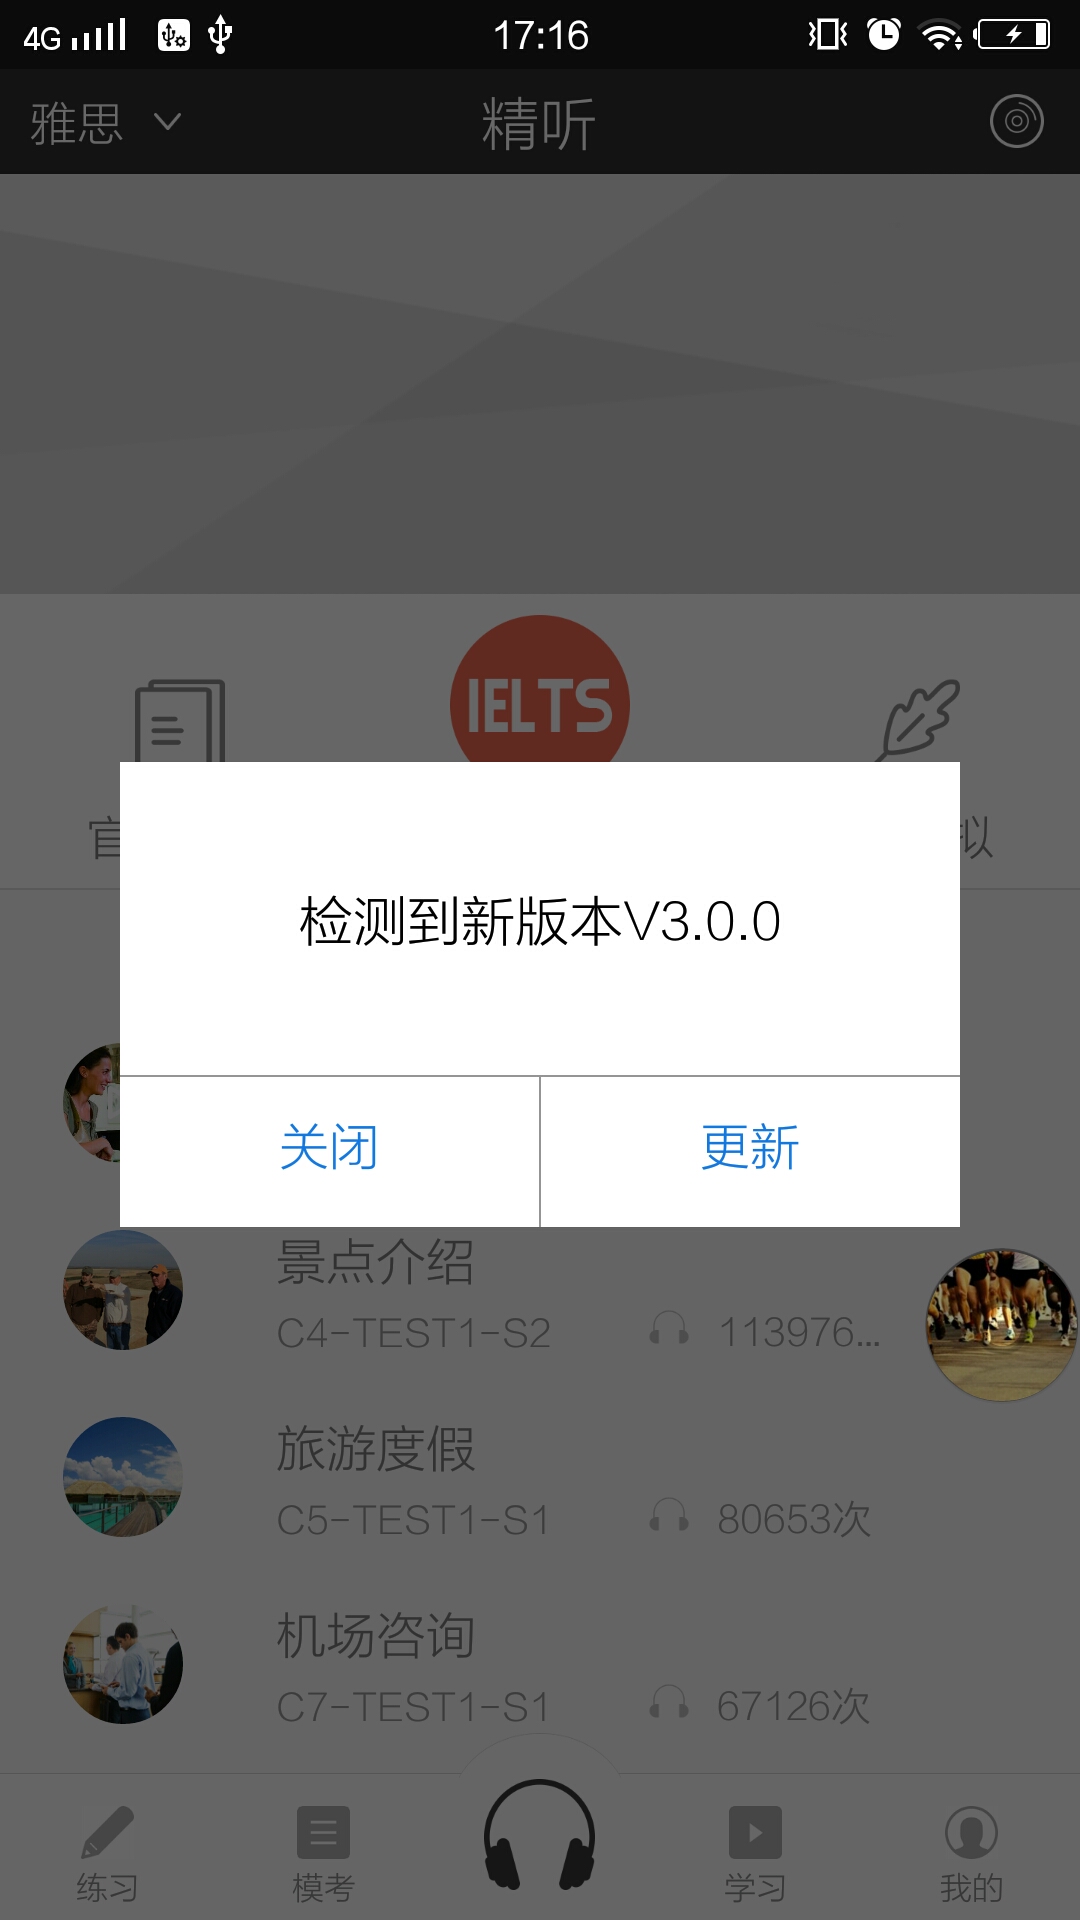 4G 17:16
雅思 精听
IELTS
官 拟
检测到新版本V3.0.0
关闭 更新
景点介绍
C4-TEST1-S2 113976...
旅游度假
C5-TEST1-S1 80653次
机场咨询
C7-TEST1-S1 67126次
练习 模考 学习 我的